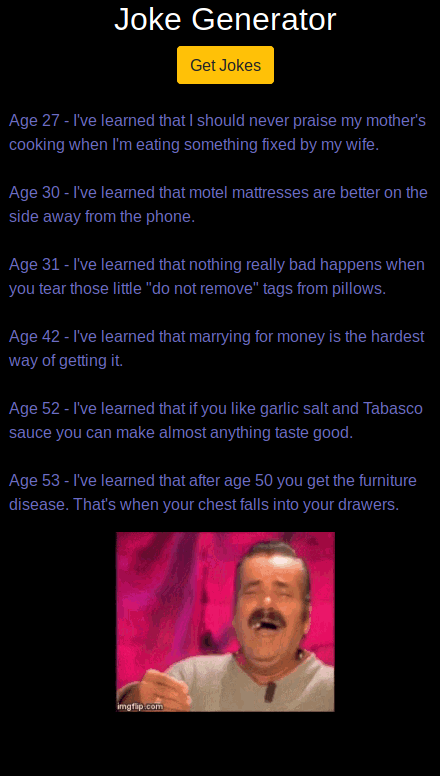 Joke Generator
Get Jokes
Age 27 - I've learned that I should never praise my mother's
cooking when I'm eating something fixed by my wife.
Age 30 - I've learned that motel mattresses are better on the
side away from the phone.
Age 31 - I've learned that nothing really bad happens when
you tear those little "do not remove" tags from pillows.
Age 42 - I've learned that marrying for money is the hardest
way of getting it.
Age 52 - I've learned that if you like garlic salt and Tabasco
sauce you can make almost anything taste good.
Age 53 - I've learned that after age 50 you get the furniture
disease. That's when your chest falls into your drawers.
imgflip.com